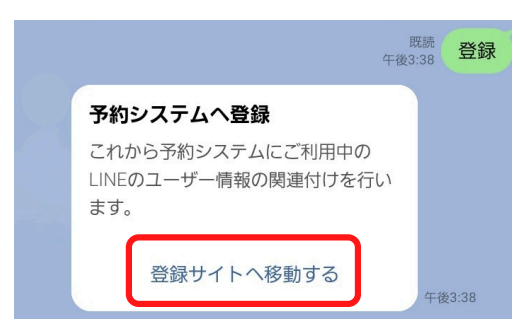 既読
午後3:38
登録
予約システムへ登録
これから予約システムにご利用中の
LINEのユーザー情報の関連付けを行い
ます。
登録サイトへ移動する
午後3:38